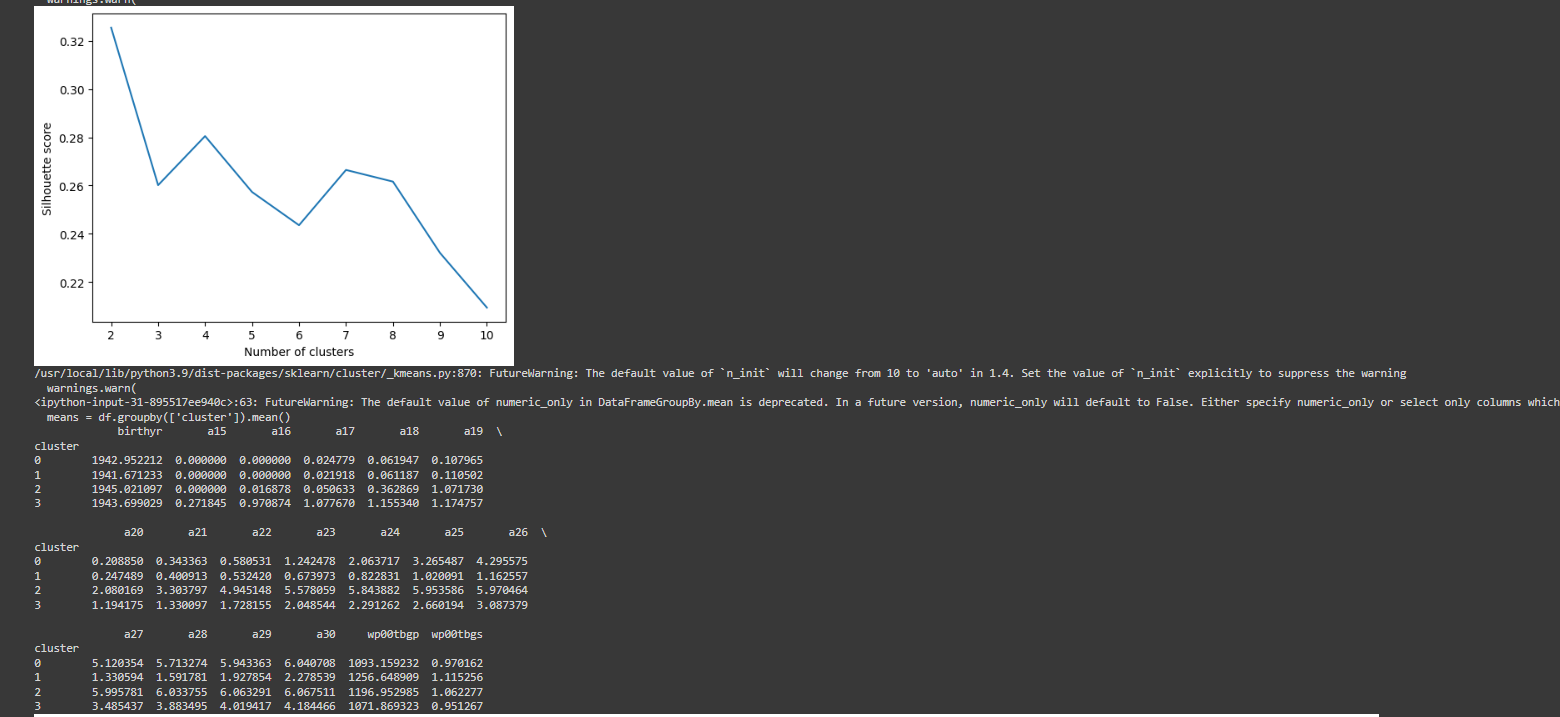 warnings.warn(
0.32
0.30
0.28
0.26
0.24
0.22
Silhouette score
2 3 4 5 6 7 8 9 10
Number of clusters
/usr/local/lib/python3.9/dist-packages/sklearn/cluster/_kmeans.py:870: FutureWarning: The default value of `n_init` will change from 10 to 'auto' in 1.4. Set the value of `n_init` explicitly to suppress the warning
warnings.warn(
<ipython-input-31-895517ee940c>:63: FutureWarning: The default value of numeric_only in DataFrameGroupBy.mean is deprecated. In a future version, numeric_only will default to False. Either specify numeric_only or select only columns which
means = df.groupby(['cluster']).mean()
birthyr a15 a16 a17 a18 a19 \
cluster
0 1942.952212 0.000000 0.000000 0.024779 0.061947 0.107965
1 1941.671233 0.000000 0.000000 0.021918 0.061187 0.110502
2 1945.021097 0.000000 0.016878 0.050633 0.362869 1.071730
3 1943.699029 0.271845 0.970874 1.077670 1.155340 1.174757
a20 a21 a22 a23 a24 a25 a26 \
cluster
0 0.208850 0.343363 0.580531 1.242478 2.063717 3.265487 4.295575
1 0.247489 0.400913 0.532420 0.673973 0.822831 1.020091 1.162557
2 2.080169 3.303797 4.945148 5.578059 5.843882 5.953586 5.970464
3 1.194175 1.330097 1.728155 2.048544 2.291262 2.660194 3.087379
a27 a28 a29 a30 wp00tbgp wp00tbgs
cluster
0 5.120354 5.713274 5.943363 6.040708 1093.159232 0.970162
1 1.330594 1.591781 1.927854 2.278539 1256.648909 1.115256
2 5.995781 6.033755 6.063291 6.067511 1196.952985 1.062277
3 3.485437 3.883495 4.019417 4.184466 1071.869323 0.951267